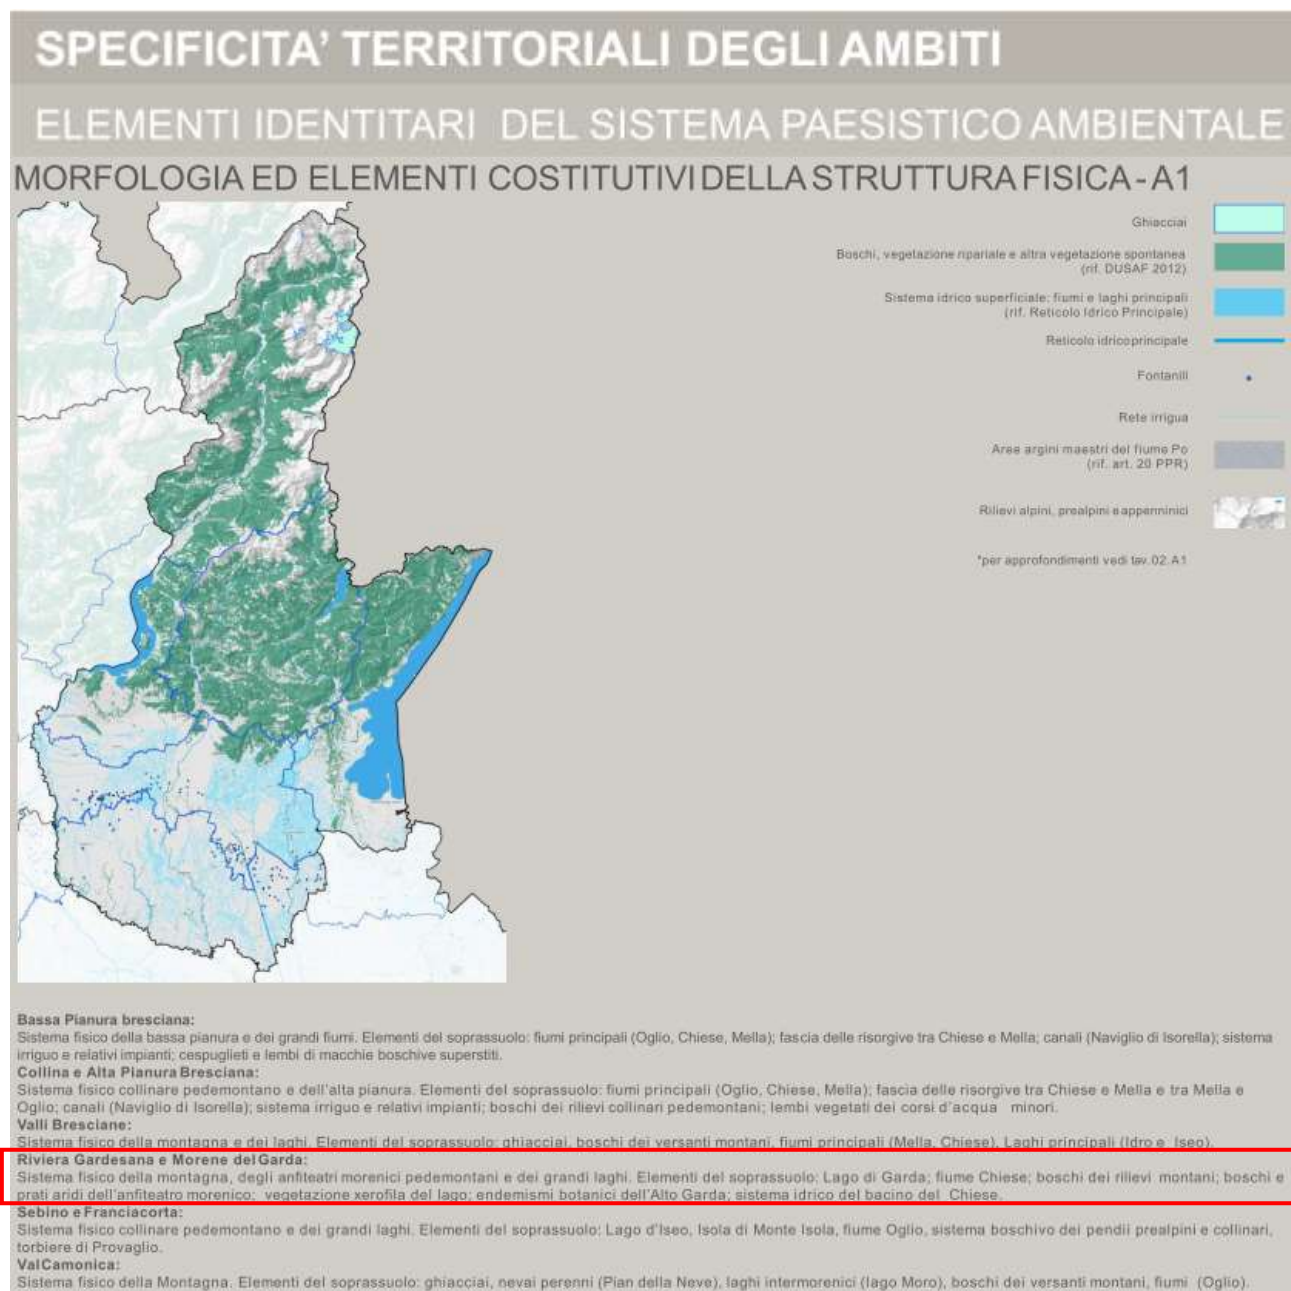 SPECIFICITA' TERRITORIALI DEGLI AMBITI
ELEMENTI IDENTITARI DEL SISTEMA PAESISTICO AMBIENTALE
MORFOLOGIA ED ELEMENTI COSTITUTIVI DELLA STRUTTURA FISICA - A1
Ghiacciai
Boschi, vegetazione ripariale e altra vegetazione spontanea
(rif. DUSAF 2012)
Sistema idrico superficiale: fiumi e laghi principali
(rif. Reticolo Idrico Principale)
Reticolo idrico principale
Fontanili
Rete irrigua
Aree argini maestri del fiume Po
(rif. art. 20 PPR)
Rilievi alpini, prealpini e appenninici
*per approfondimenti vedi tav.02.A1
Bassa Pianura bresciana:
Sistema fisico della bassa pianura e dei grandi fiumi. Elementi del soprassuolo: fiumi principali (Oglio, Chiese, Mella); fascia delle risorgive tra Chiese e Mella; canali (Naviglio di Isorella); sistema
irriguo e relativi impianti; cespuglieti e lembi di macchie boschive superstiti.
Collina e Alta Pianura Bresciana:
Sistema fisico collinare pedemontano e dell'alta pianura. Elementi del soprassuolo: fiumi principali (Oglio, Chiese, Mella); fascia delle risorgive tra Chiese e Mella e tra Mella e
Oglio; canali (Naviglio di Isorella); sistema irriguo e relativi impianti; boschi dei rilievi collinari pedemontani; lembi vegetati dei corsi d'acqua minori.
Valli Bresciane:
Sistema fisico della montagna e dei laghi. Elementi del soprassuolo: ghiacciai, boschi dei versanti montani, fiumi principali (Mella, Chiese), Laghi principali (Idro e Iseo).
Riviera Gardesana e Morene del Garda:
Sistema fisico della montagna, degli anfiteatri morenici pedemontani e dei grandi laghi. Elementi del soprassuolo: Lago di Garda; fiume Chiese; boschi dei rilievi montani; boschi e
prati aridi dell'anfiteatro morenico; vegetazione xerofila del lago; endemismi botanici dell'Alto Garda; sistema idrico del bacino del Chiese.
Sebino e Franciacorta:
Sistema fisico collinare pedemontano e dei grandi laghi. Elementi del soprassuolo: Lago d'Iseo, Isola di Monte Isola, fiume Oglio, sistema boschivo dei pendii prealpini e collinari,
torbiere di Provaglio.
ValCamonica:
Sistema fisico della Montagna. Elementi del soprassuolo: ghiacciai, nevai perenni (Pian della Neve), laghi intermorenici (lago Moro), boschi dei versanti montani, fiumi (Oglio).